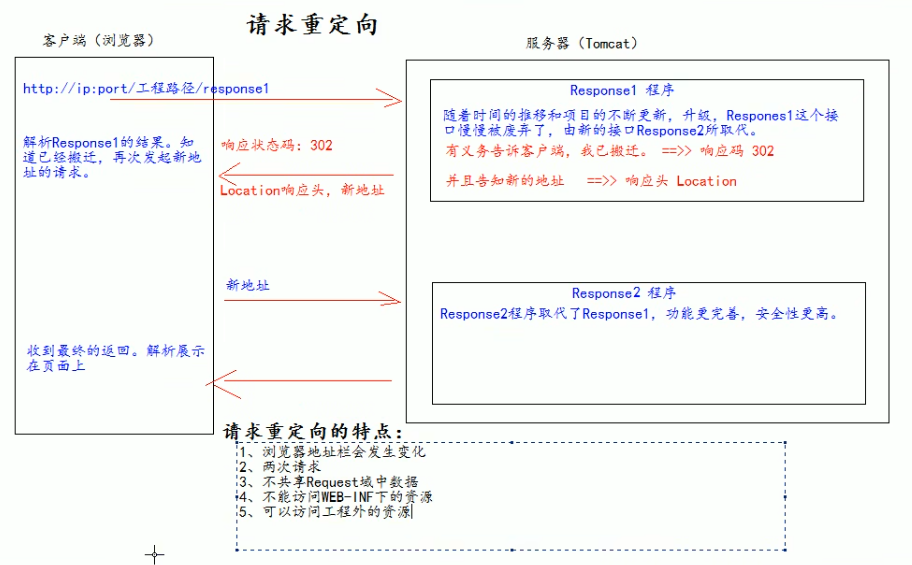 请求重定向
客户端（浏览器）
服务器（Tomcat）
http://ip:port/工程路径/response1
解析Response1的结果。知
道已经搬迁，再次发起新地
址的请求。
响应状态码：302
Location响应头，新地址
Response1 程序
随着时间的推移和项目的不断更新，升级，Respones1这个接
口慢慢被废弃了，由新的接口Response2所取代。
有义务告诉客户端，我已搬迁。 ==>> 响应码 302
并且告知新的地址 ==>> 响应头 Location
新地址
Response2 程序
Response2程序取代了Response1，功能更完善，安全性更高。
收到最终的返回。解析展示
在页面上
请求重定向的特点：
1、浏览器地址栏会发生变化
2、两次请求
3、不共享Request域中数据
4、不能访问WEB-INF下的资源
5、可以访问工程外的资源